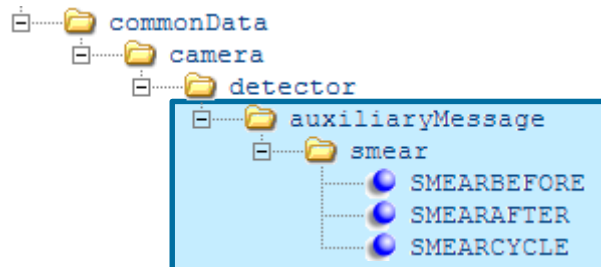 commonData
camera
detector
auxiliaryMessage
smear
SMEARBEFORE
SMEARAFTER
SMEARCYCLE